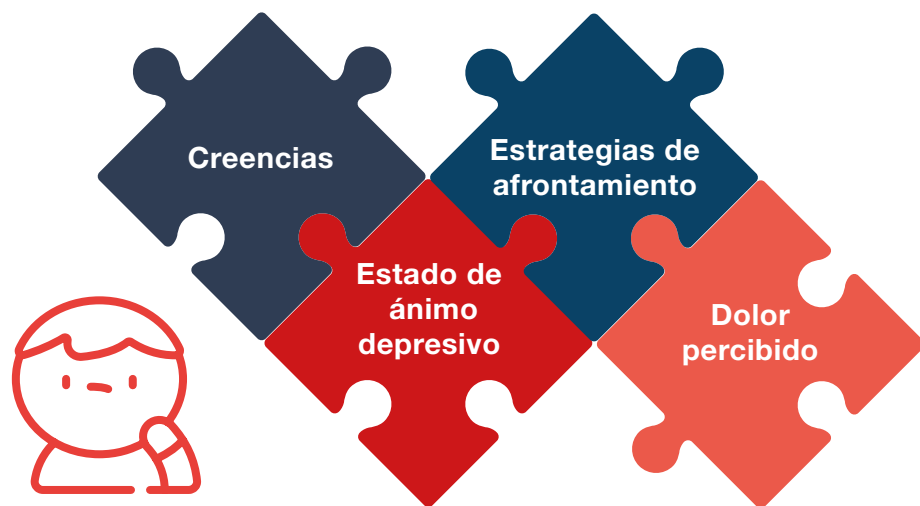 Creencias
Estrategias de
afrontamiento
Estado de
ánimo
depresivo
Dolor
percibido